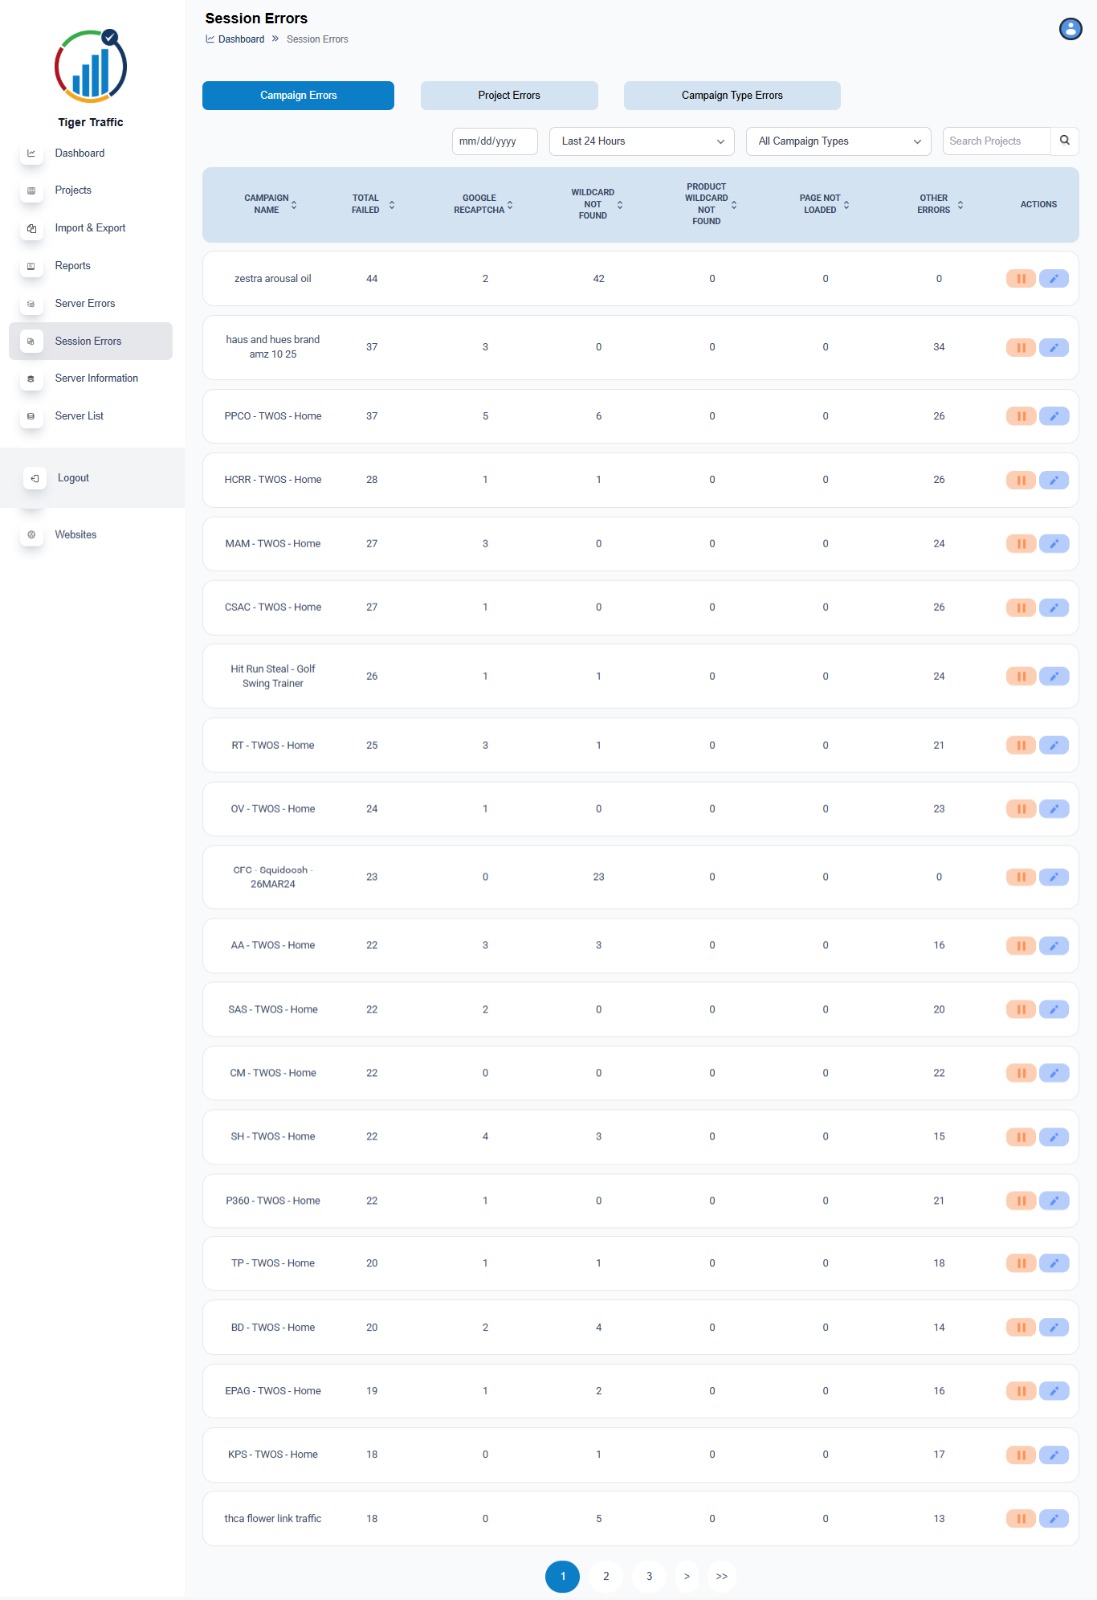 Session Errors
Dashboard » Session Errors
Tiger Traffic
Dashboard
Projects
Import & Export
Reports
Server Errors
Session Errors
Server Information
Server List
Logout
Websites
Campaign Errors Project Errors Campaign Type Errors
mm/dd/yyyy Last 24 Hours All Campaign Types Search Projects
CAMPAIGN NAME TOTAL FAILED GOOGLE RECAPTCHA WILDCARD NOT FOUND PRODUCT WILDCARD NOT FOUND PAGE NOT LOADED OTHER ERRORS ACTIONS
zestra arousal oil 44 2 42 0 0 0
haus and hues brand amz 10 25 37 3 0 0 0 34
PPCO - TWOS - Home 37 5 6 0 0 26
HCRR - TWOS - Home 28 1 1 0 0 26
MAM - TWOS - Home 27 3 0 0 0 24
CSAC - TWOS - Home 27 1 0 0 0 26
Hit Run Steal - Golf Swing Trainer 26 1 1 0 0 24
RT - TWOS - Home 25 3 1 0 0 21
OV - TWOS - Home 24 1 0 0 0 23
CFC - Squidoosh - 26MAR24 23 0 23 0 0 0
AA - TWOS - Home 22 3 3 0 0 16
SAS - TWOS - Home 22 2 0 0 0 20
CM - TWOS - Home 22 0 0 0 0 22
SH - TWOS - Home 22 4 3 0 0 15
P360 - TWOS - Home 22 1 0 0 0 21
TP - TWOS - Home 20 1 1 0 0 18
BD - TWOS - Home 20 2 4 0 0 14
EPAG - TWOS - Home 19 1 2 0 0 16
KPS - TWOS - Home 18 0 1 0 0 17
thca flower link traffic 18 0 5 0 0 13
1 2 3 > >>